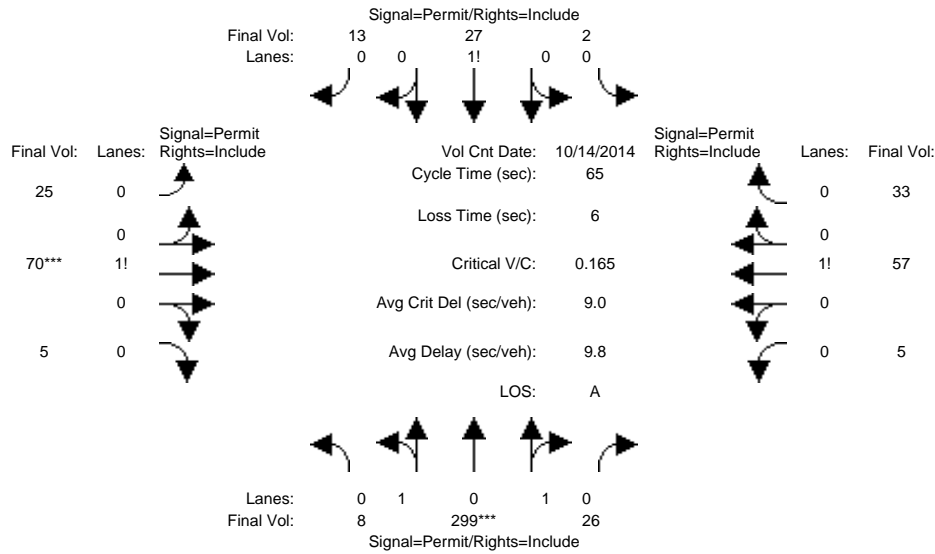 Signal=Permit/Rights=Include
Final Vol: 13 27 2
Lanes: 0 0 1! 0 0
Signal=Permit Signal=Permit
Final Vol: Lanes: Rights=Include Vol Cnt Date: 10/14/2014 Rights=Include Lanes: Final Vol:
Cycle Time (sec): 65
25 0 0 33
Loss Time (sec): 6
0 0
70*** 1! Critical V/C: 0.165 1! 57
0 Avg Crit Del (sec/veh): 9.0 0
5 0 Avg Delay (sec/veh): 9.8 0 5
LOS: A
Lanes: 0 1 0 1 0
Final Vol: 8 299*** 26
Signal=Permit/Rights=Include